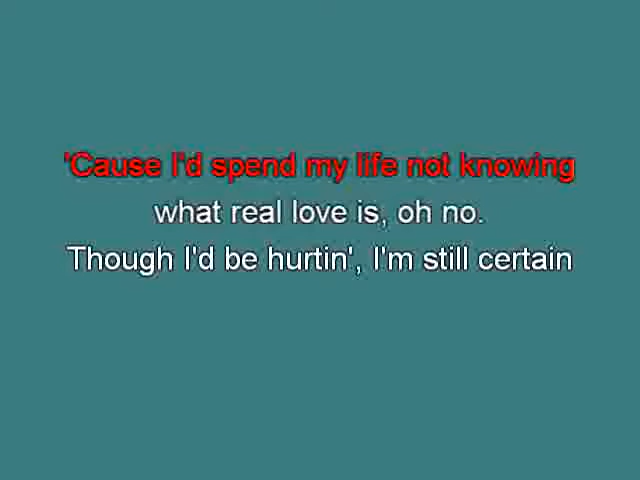 'Cause I'd spend my life not knowing
what real love is, oh no.
Though I'd be hurtin', I'm still certain